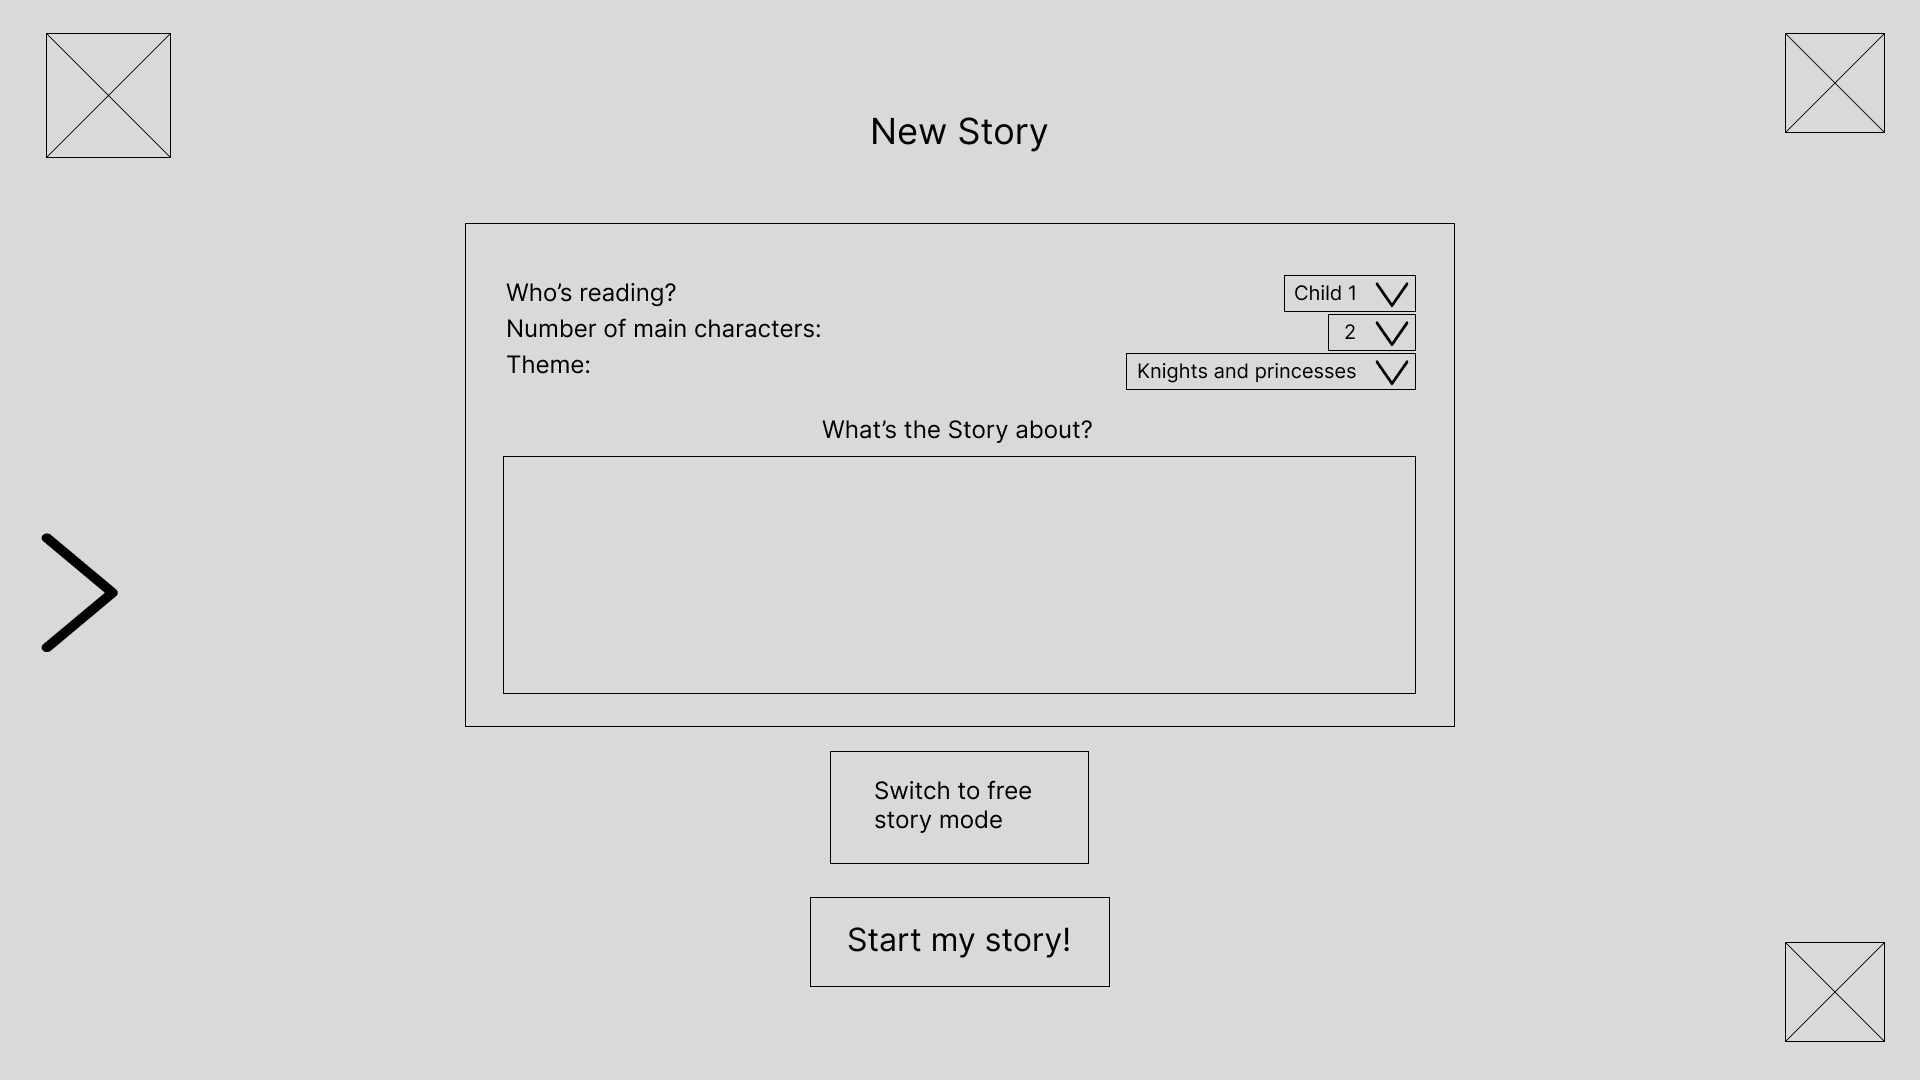 New Story
Who’s reading?
Child 1
Number of main characters:
2
Theme:
Knights and princesses
What’s the Story about?
Switch to free
story mode
Start my story!